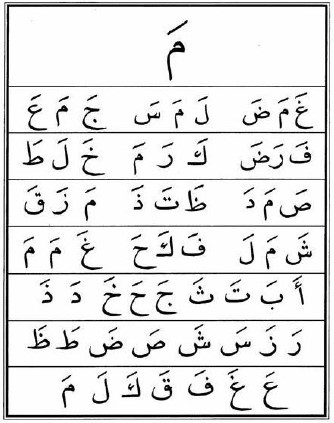 مَ
غَ مَ ضَ لَ مَ سَ جَ مَ عَ
فَ رَ ضَ كَ رَ مَ خَ لَ طَ
صَ مَ دَ ظَ تَ ذَ مَ زَ قَ
شَ مَ لَ فَ كَ حَ غَ مَ مَ
أَ بَ تَ ثَ جَ حَ خَ دَ ذَ
رَ زَ سَ شَ صَ ضَ طَ ظَ
عَ غَ فَ قَ كَ لَ مَ